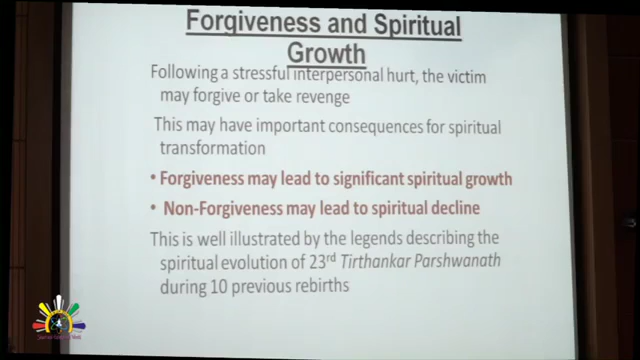 Forgiveness and Spiritual
Growth
Following a stressful interpersonal hurt, the victim
may forgive or take revenge
This may have important consequences for spiritual
transformation
• Forgiveness may lead to significant spiritual growth
• Non-Forgiveness may lead to spiritual decline
This is well illustrated by the legends describing the
spiritual evolution of 23rd Tirthankar Parshwanath
during 10 previous rebirths